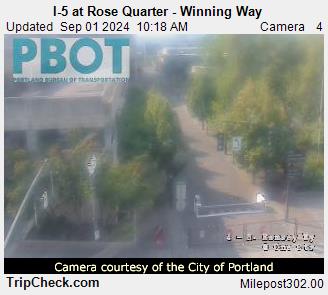 I-5 at Rose Quarter - Winning Way
Updated Sep 01 2024 10:18 AM Camera 4
PBOT
PORTLAND BUREAU OF TRANSPORTATION
Camera courtesy of the City of Portland
TripCheck.com Milepost302.00